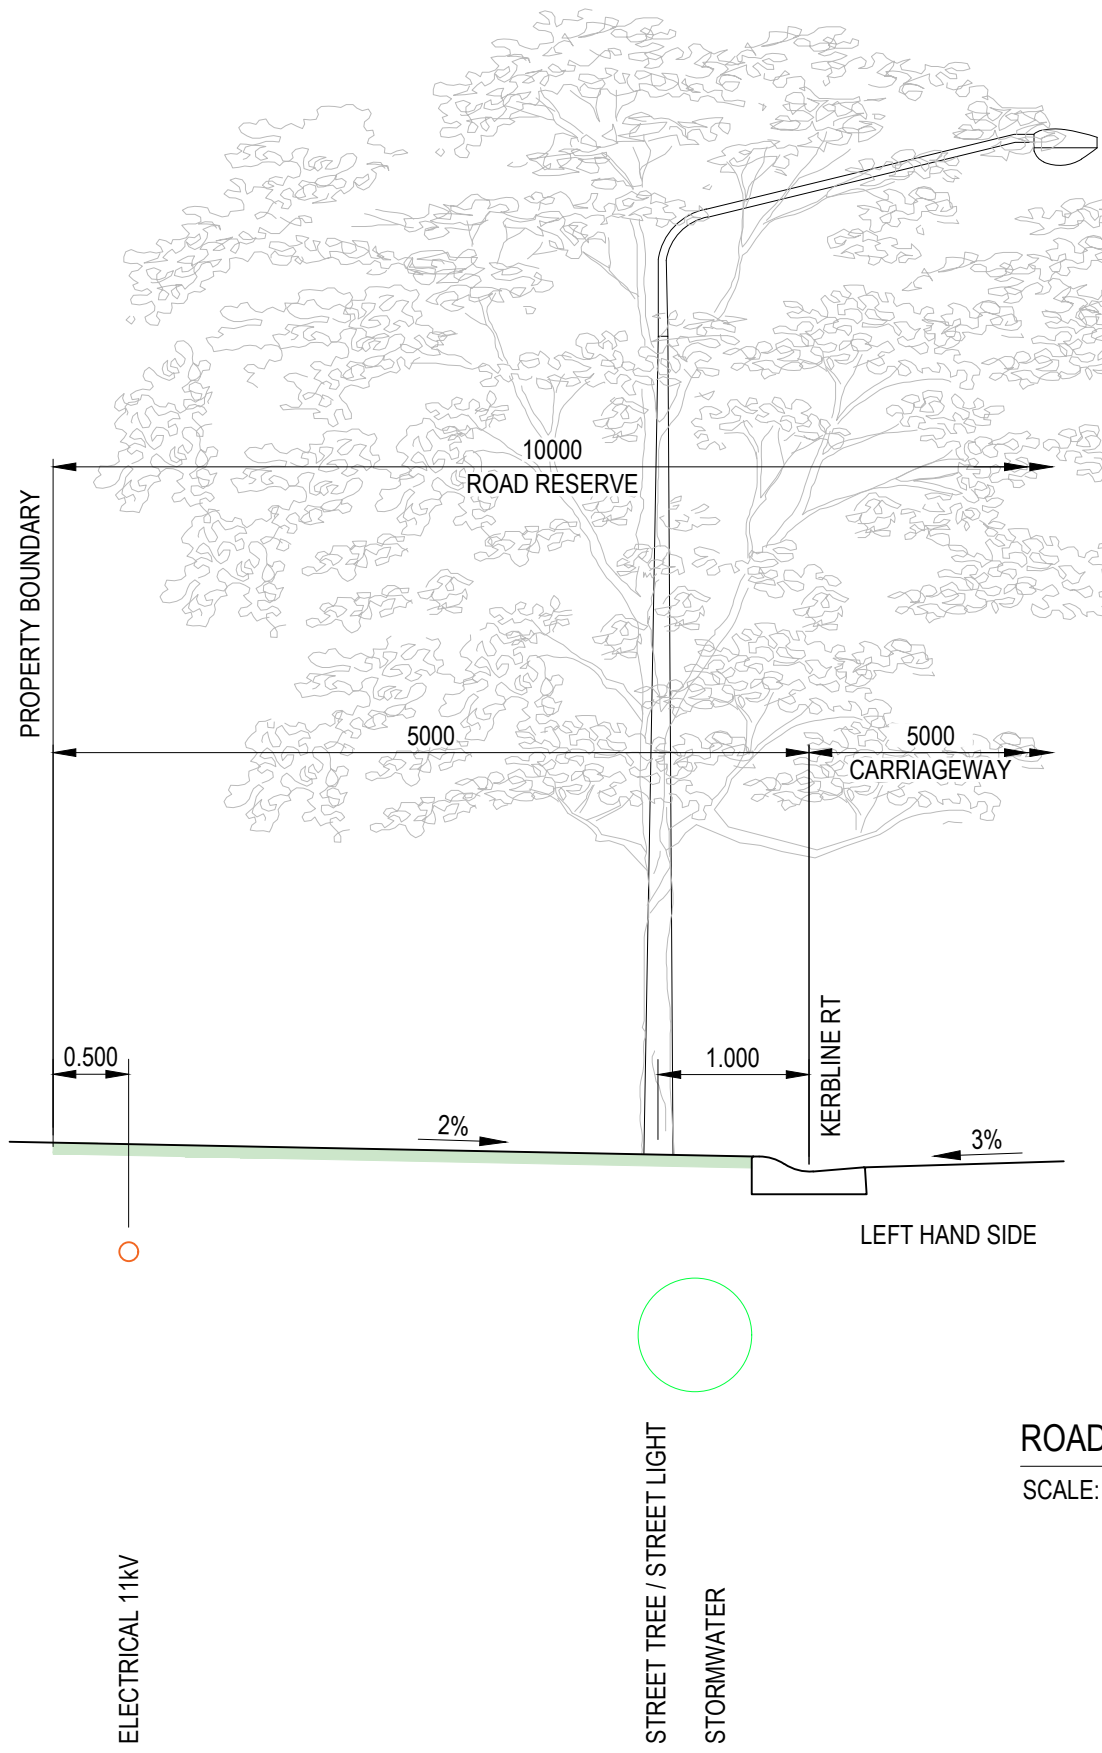 10000
ROAD RESERVE
PROPERTY BOUNDARY
5000
5000
CARRIAGEWAY
0.500
1.000
KERBLINE RT
2%
3%
LEFT HAND SIDE
ROAD
SCALE:
ELECTRICAL 11kV
STREET TREE / STREET LIGHT
STORMWATER